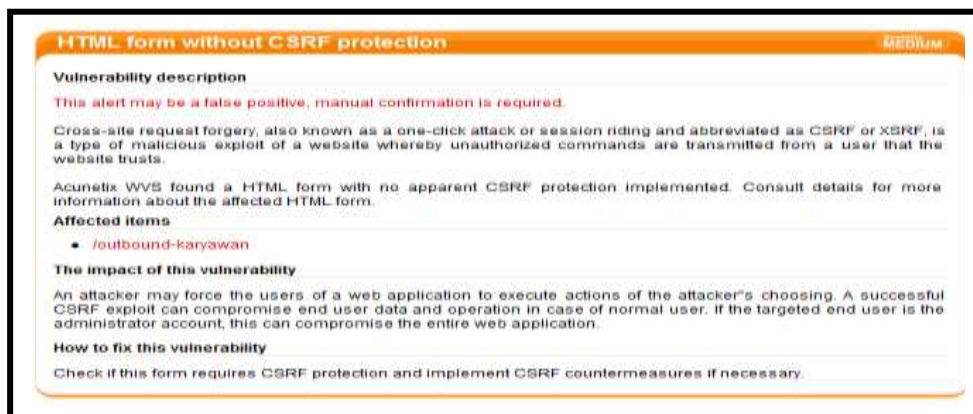 HTML form without CSRF protection
MEDIUM
Vulnerability description
This alert may be a false positive, manual confirmation is required.
Cross-site request forgery, also known as a one-click attack or session riding and abbreviated as CSRF or XSRF, is
a type of malicious exploit of a website whereby unauthorized commands are transmitted from a user that the
website trusts.
Acunetix WVS found a HTML form with no apparent CSRF protection implemented. Consult details for more
information about the affected HTML form.
Affected items
• /outbound-karyawan
The impact of this vulnerability
An attacker may force the users of a web application to execute actions of the attacker"s choosing. A successful
CSRF exploit can compromise end user data and operation in case of normal user. If the targeted end user is the
administrator account, this can compromise the entire web application.
How to fix this vulnerability
Check if this form requires CSRF protection and implement CSRF countermeasures if necessary.